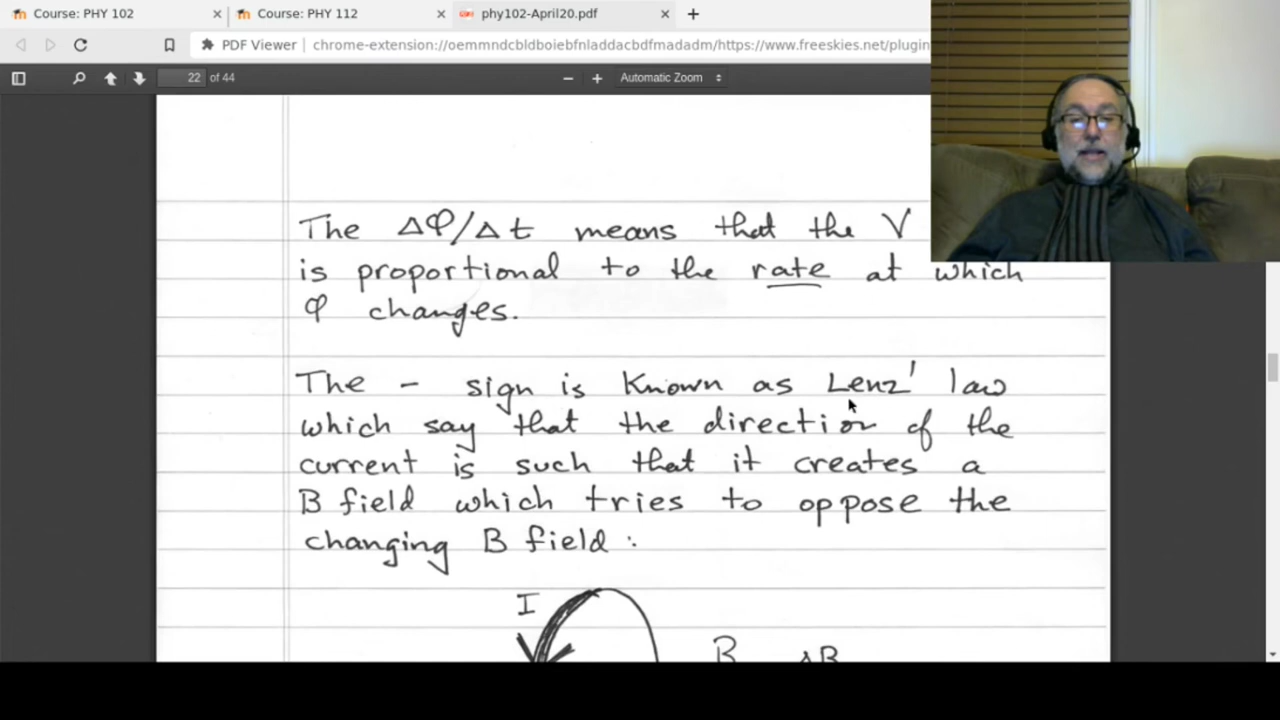 Course: PHY 102
Course: PHY 112
phy102-April20.pdf
PDF Viewer chrome-extension://oemmndcbldboiebfnladdacbdfmadadm/https://www.freeskies.net/plugin
22 of 44
Automatic Zoom
The ΔΦ/Δt means that the V
is proportional to the rate at which
Φ changes.
The - sign is known as Lenz' law
which say that the direction of the
current is such that it creates a
B field which tries to oppose the
changing B field :
I
B ΔB